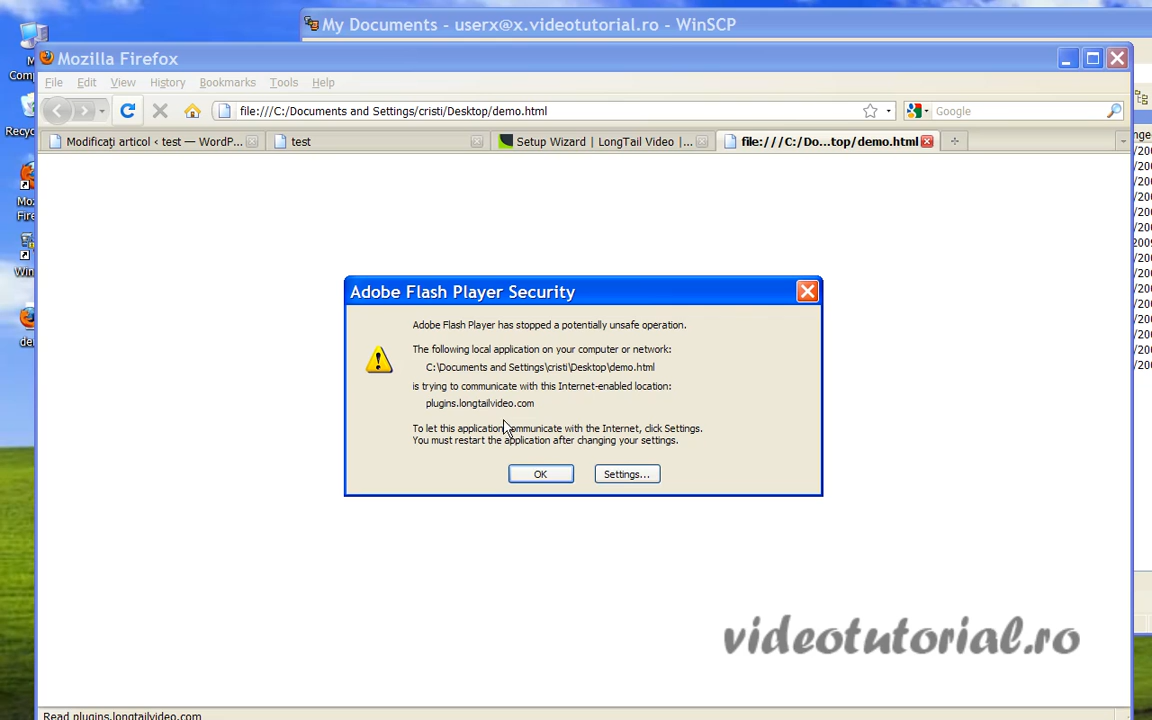 My Documents - userx@x.videotutorial.ro - WinSCP
Mozilla Firefox
File Edit View History Bookmarks Tools Help
file:///C:/Documents and Settings/cristi/Desktop/demo.html
Google
Modificați articol ‹ test — WordP...
test
Setup Wizard | LongTail Video |...
file:///C:/Do...top/demo.html
Adobe Flash Player Security
Adobe Flash Player has stopped a potentially unsafe operation.
The following local application on your computer or network:
C:\Documents and Settings\cristi\Desktop\demo.html
is trying to communicate with this Internet-enabled location:
plugins.longtailvideo.com
To let this application communicate with the Internet, click Settings.
You must restart the application after changing your settings.
OK
Settings...
videotutorial.ro
Read plugins.longtailvideo.com